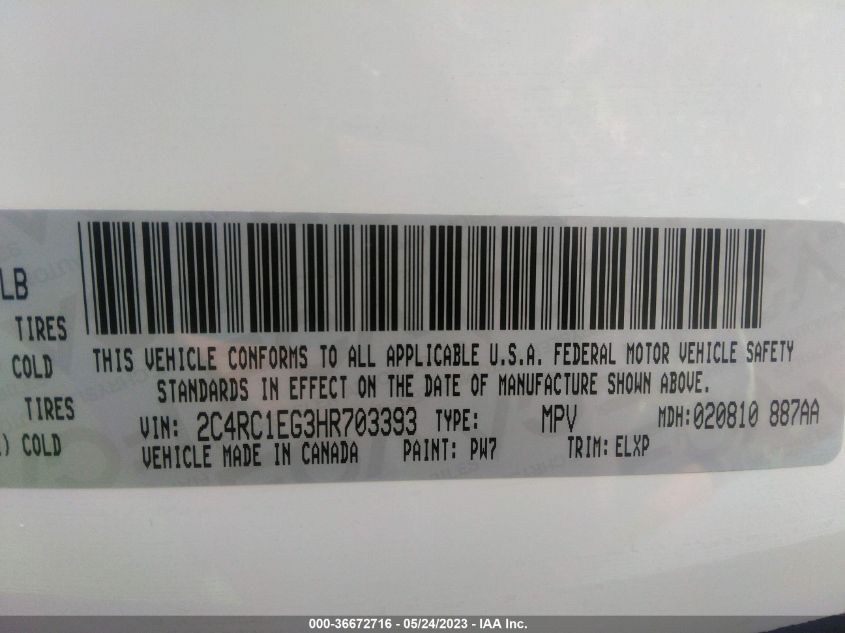 LB
TIRES
COLD
THIS VEHICLE CONFORMS TO ALL APPLICABLE U.S.A. FEDERAL MOTOR VEHICLE SAFETY
STANDARDS IN EFFECT ON THE DATE OF MANUFACTURE SHOWN ABOVE.
TIRES
VIN: 2C4RC1EG3HR703393 TYPE: MPV MDH:020810 887AA
) COLD
VEHICLE MADE IN CANADA PAINT: PW7 TRIM: ELXP
000-36672716 - 05/24/2023 - IAA Inc.